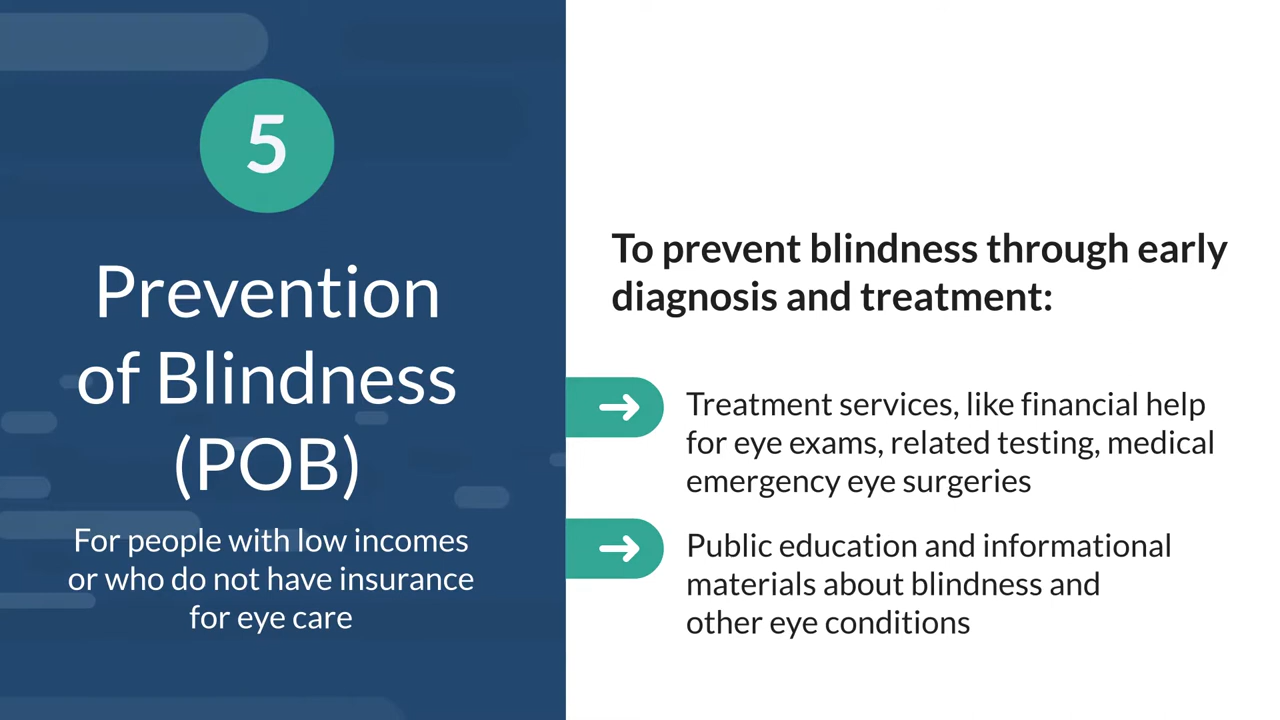 5
Prevention
of Blindness
(POB)
For people with low incomes
or who do not have insurance
for eye care
To prevent blindness through early
diagnosis and treatment:
Treatment services, like financial help
for eye exams, related testing, medical
emergency eye surgeries
Public education and informational
materials about blindness and
other eye conditions